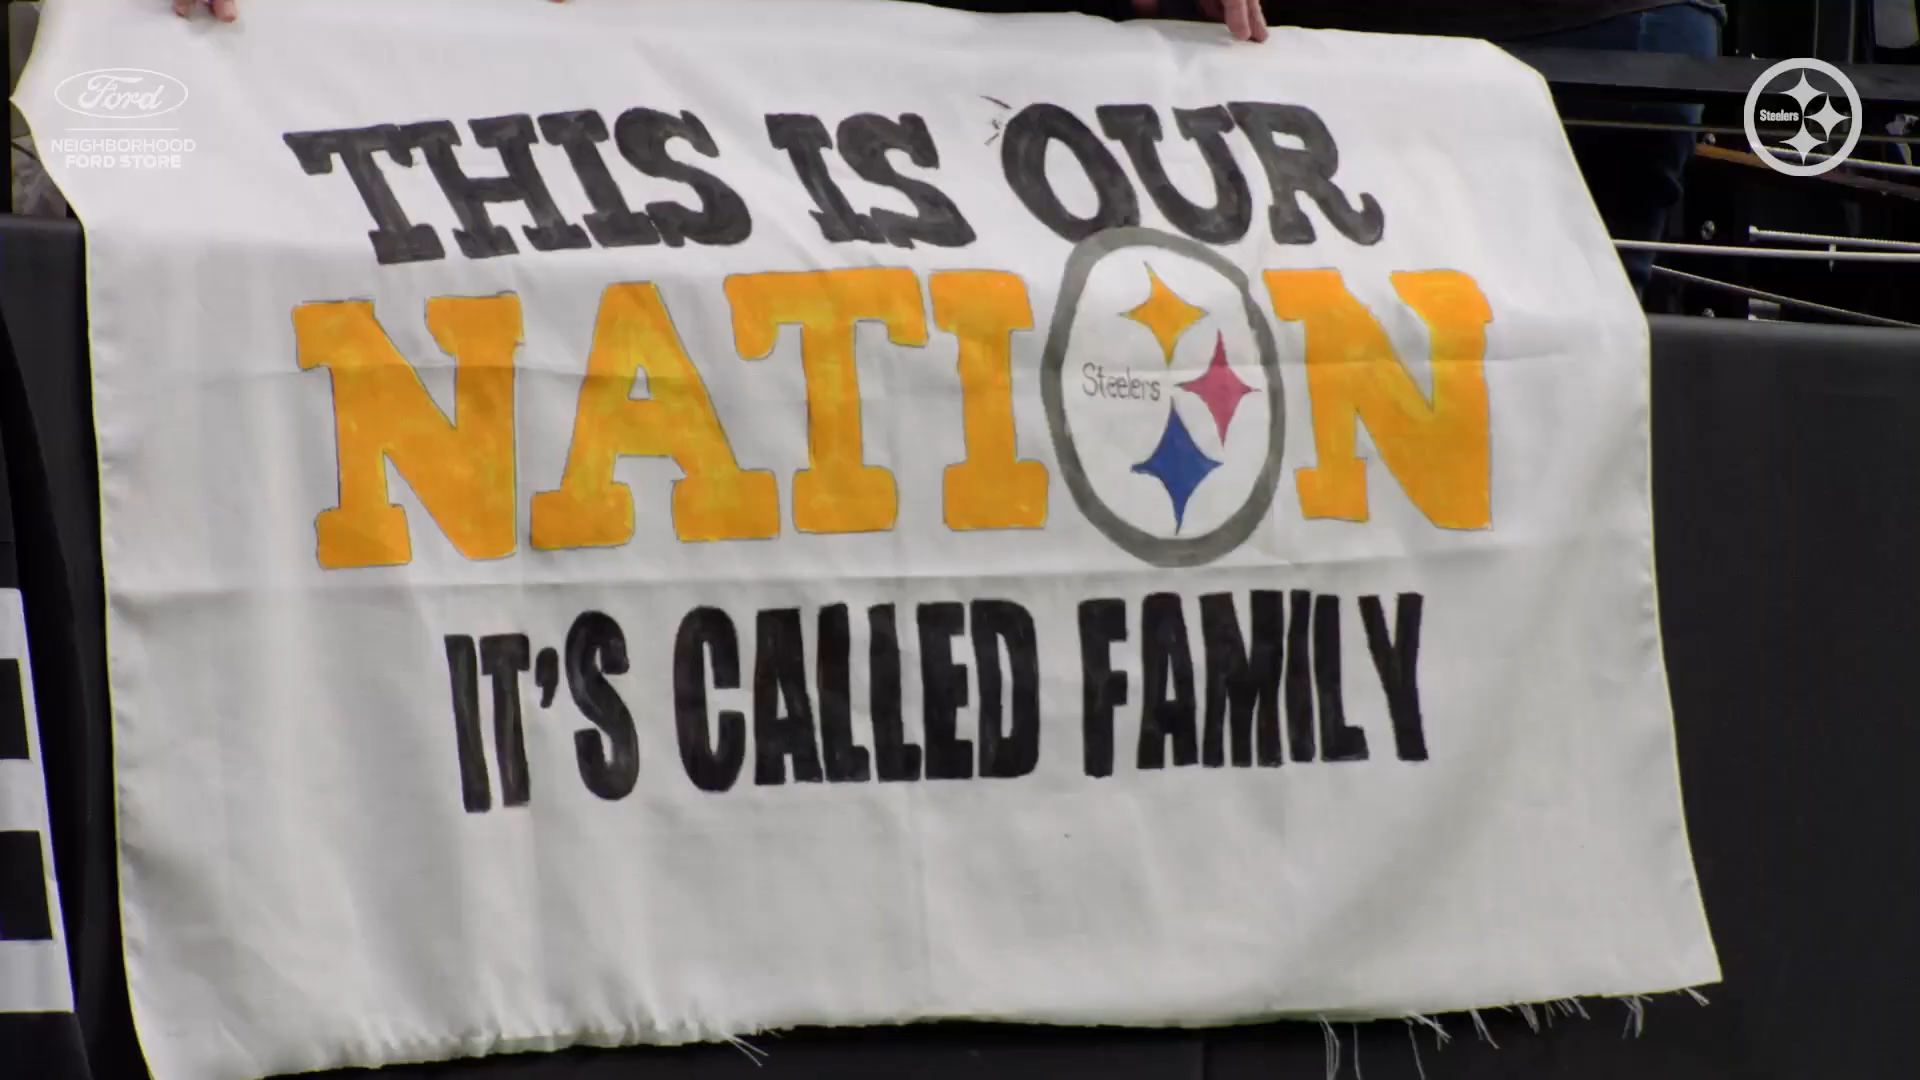 Ford
NEIGHBORHOOD
FORD STORE
Steelers
THIS IS OUR
NATION
Steelers
IT'S CALLED FAMILY